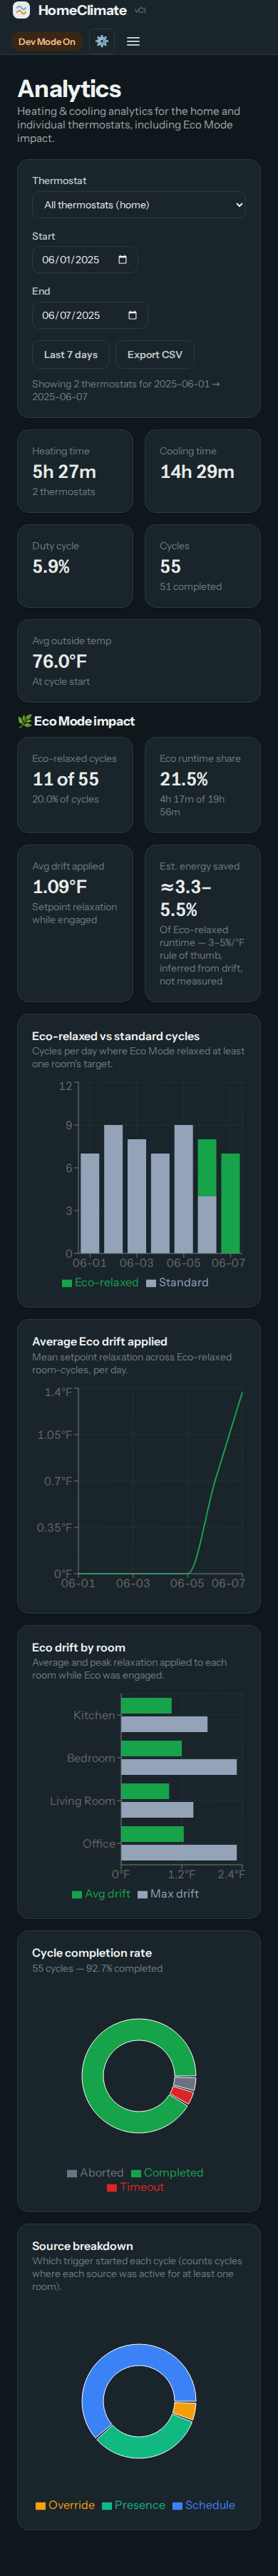 HomeClimate vCI
Dev Mode On
Analytics
Heating & cooling analytics for the home and
individual thermostats, including Eco Mode
impact.
Thermostat
All thermostats (home)
Start
06/01/2025
End
06/07/2025
Last 7 days Export CSV
Showing 2 thermostats for 2025-06-01 →
2025-06-07
Heating time
5h 27m
2 thermostats
Cooling time
14h 29m
Duty cycle
5.9%
Cycles
55
51 completed
Avg outside temp
76.0°F
At cycle start
Eco Mode impact
Eco-relaxed cycles
11 of 55
20.0% of cycles
Eco runtime share
21.5%
4h 17m of 19h
56m
Avg drift applied
1.09°F
Setpoint relaxation
while engaged
Est. energy saved
≈3.3–
5.5%
Of Eco-relaxed
runtime — 3–5%/°F
rule of thumb,
inferred from drift,
not measured
Eco-relaxed vs standard cycles
Cycles per day where Eco Mode relaxed at least
one room's target.
12
9
6
3
0
06-01 06-03 06-05 06-07
Eco-relaxed Standard
Average Eco drift applied
Mean setpoint relaxation across Eco-relaxed
room-cycles, per day.
1.4°F
1.05°F
0.7°F
0.35°F
0°F
06-01 06-03 06-05 06-07
Eco drift by room
Average and peak relaxation applied to each
room while Eco was engaged.
Kitchen
Bedroom
Living Room
Office
0°F 1.2°F 2.4°F
Avg drift Max drift
Cycle completion rate
55 cycles — 92.7% completed
Aborted Completed
Timeout
Source breakdown
Which trigger started each cycle (counts cycles
where each source was active for at least one
room).
Override Presence Schedule